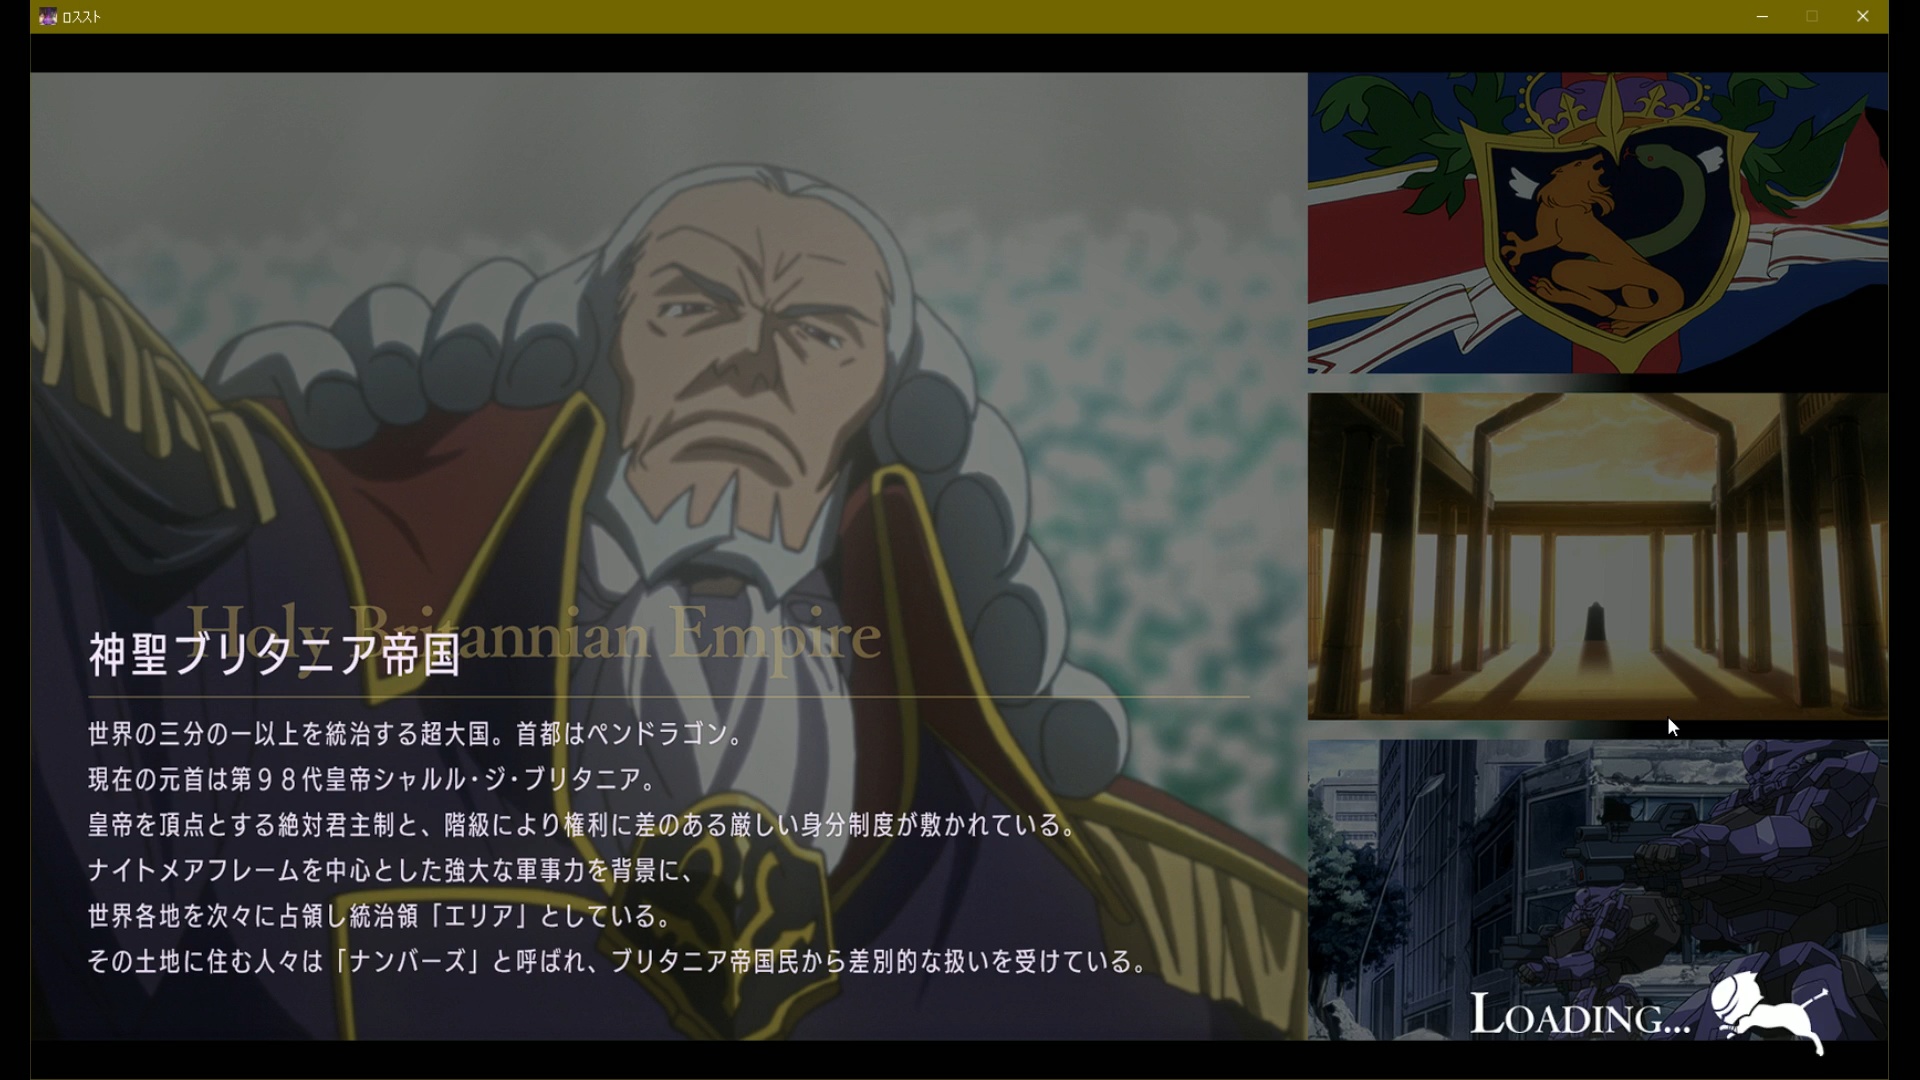 ロススト
Holy Britannian Empire
神聖ブリタニア帝国
世界の三分の一以上を統治する超大国。首都はペンドラゴン。
現在の元首は第９８代皇帝シャルル・ジ・ブリタニア。
皇帝を頂点とする絶対君主制と、階級により権利に差のある厳しい身分制度が敷かれている。
ナイトメアフレームを中心とした強大な軍事力を背景に、
世界各地を次々に占領し統治領「エリア」としている。
その土地に住む人々は「ナンバーズ」と呼ばれ、ブリタニア帝国民から差別的な扱いを受けている。
LOADING...